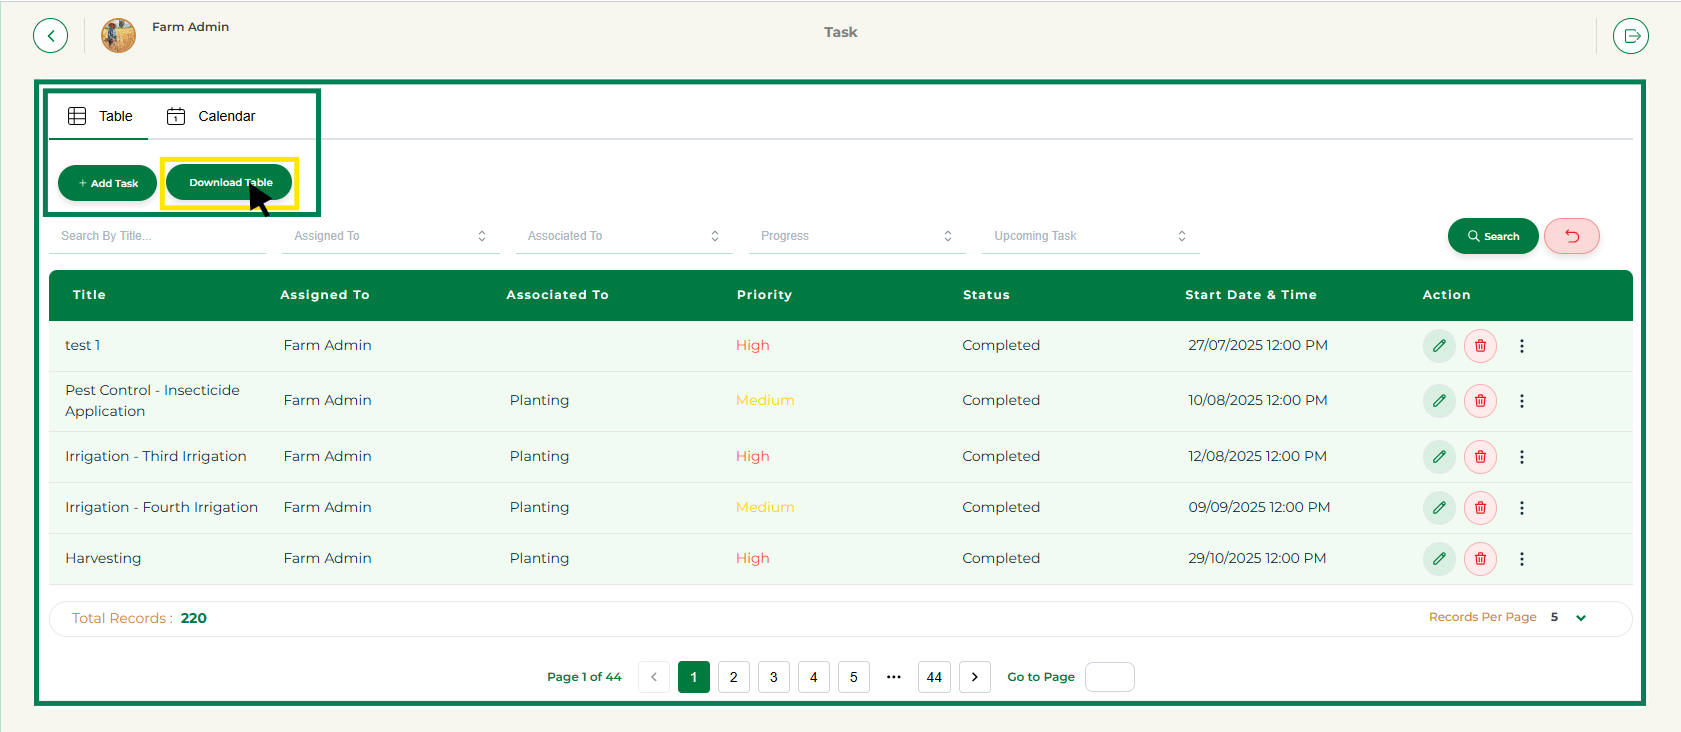 Farm Admin
Task
Table Calendar
1
+ Add Task Download Table
Search By Title... Assigned To Associated To Progress Upcoming Task Search
Title Assigned To Associated To Priority Status Start Date & Time Action
test 1 Farm Admin High Completed 27/07/2025 12:00 PM
Pest Control - Insecticide
Application Farm Admin Planting Medium Completed 10/08/2025 12:00 PM
Irrigation - Third Irrigation Farm Admin Planting High Completed 12/08/2025 12:00 PM
Irrigation - Fourth Irrigation Farm Admin Planting Medium Completed 09/09/2025 12:00 PM
Harvesting Farm Admin Planting High Completed 29/10/2025 12:00 PM
Total Records : 220 Records Per Page 5
Page 1 of 44 < 1 2 3 4 5 ••• 44 > Go to Page